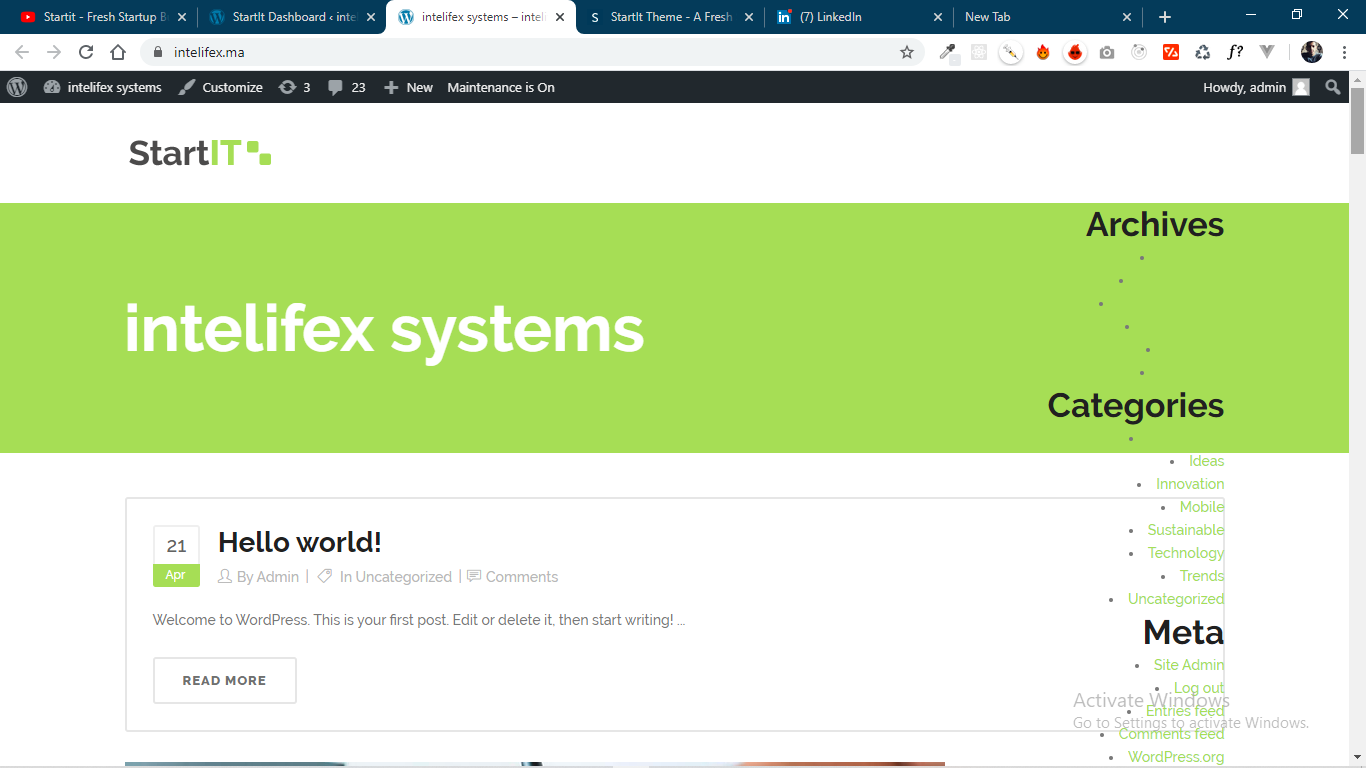 Startit - Fresh Startup B
StartIt Dashboard ‹ inte
intelifex systems – inteli
S StartIt Theme - A Fresh
(7) LinkedIn
New Tab
intelifex.ma
f?
intelifex systems Customize 3 23 New Maintenance is On Howdy, admin
StartIT
Archives
intelifex systems
Categories
Ideas
Innovation
Mobile
Sustainable
Technology
Trends
Uncategorized
21
Apr
Hello world!
By Admin | In Uncategorized | Comments
Welcome to WordPress. This is your first post. Edit or delete it, then start writing! ...
READ MORE
Meta
Site Admin
Log out
Entries feed
Comments feed
WordPress.org
Activate Windows
Go to Settings to activate Windows.